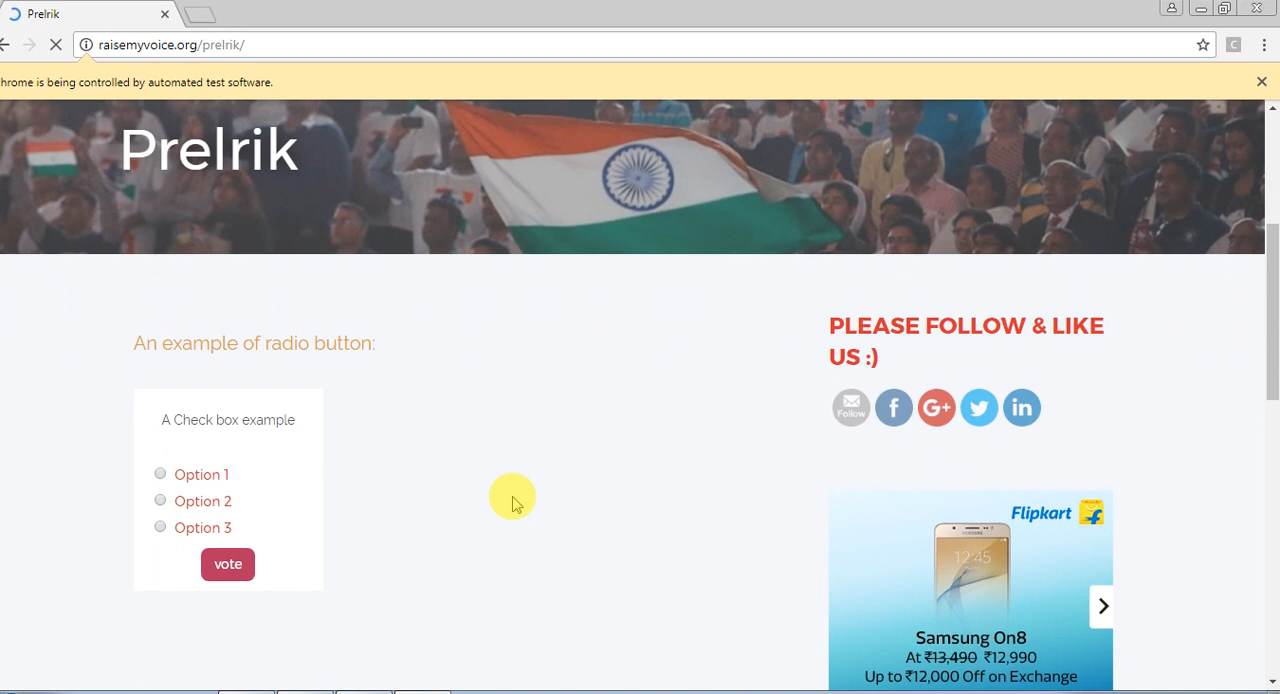 Prelrik
raisemyvoice.org/prelrik/
hrome is being controlled by automated test software.
Prelrik
An example of radio button:
A Check box example
Option 1
Option 2
Option 3
vote
PLEASE FOLLOW & LIKE
US :)
Follow
f
G+
in
Flipkart
12:45
Samsung On8
At ₹13,490 ₹12,990
Up to ₹12,000 Off on Exchange